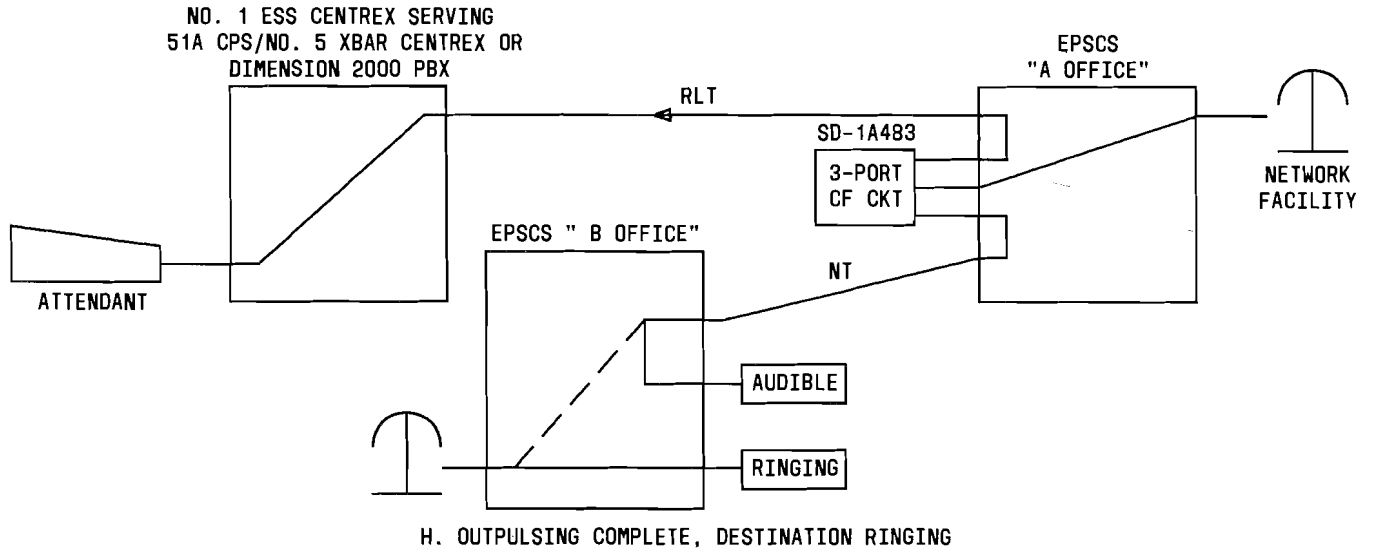 NO. 1 ESS CENTREX SERVING
51A CPS/NO. 5 XBAR CENTREX OR
DIMENSION 2000 PBX
EPSCS
"A OFFICE"
RLT
SD-1A483
3-PORT
CF CKT
NETWORK
FACILITY
EPSCS " B OFFICE"
NT
ATTENDANT
AUDIBLE
RINGING
H. OUTPULSING COMPLETE, DESTINATION RINGING